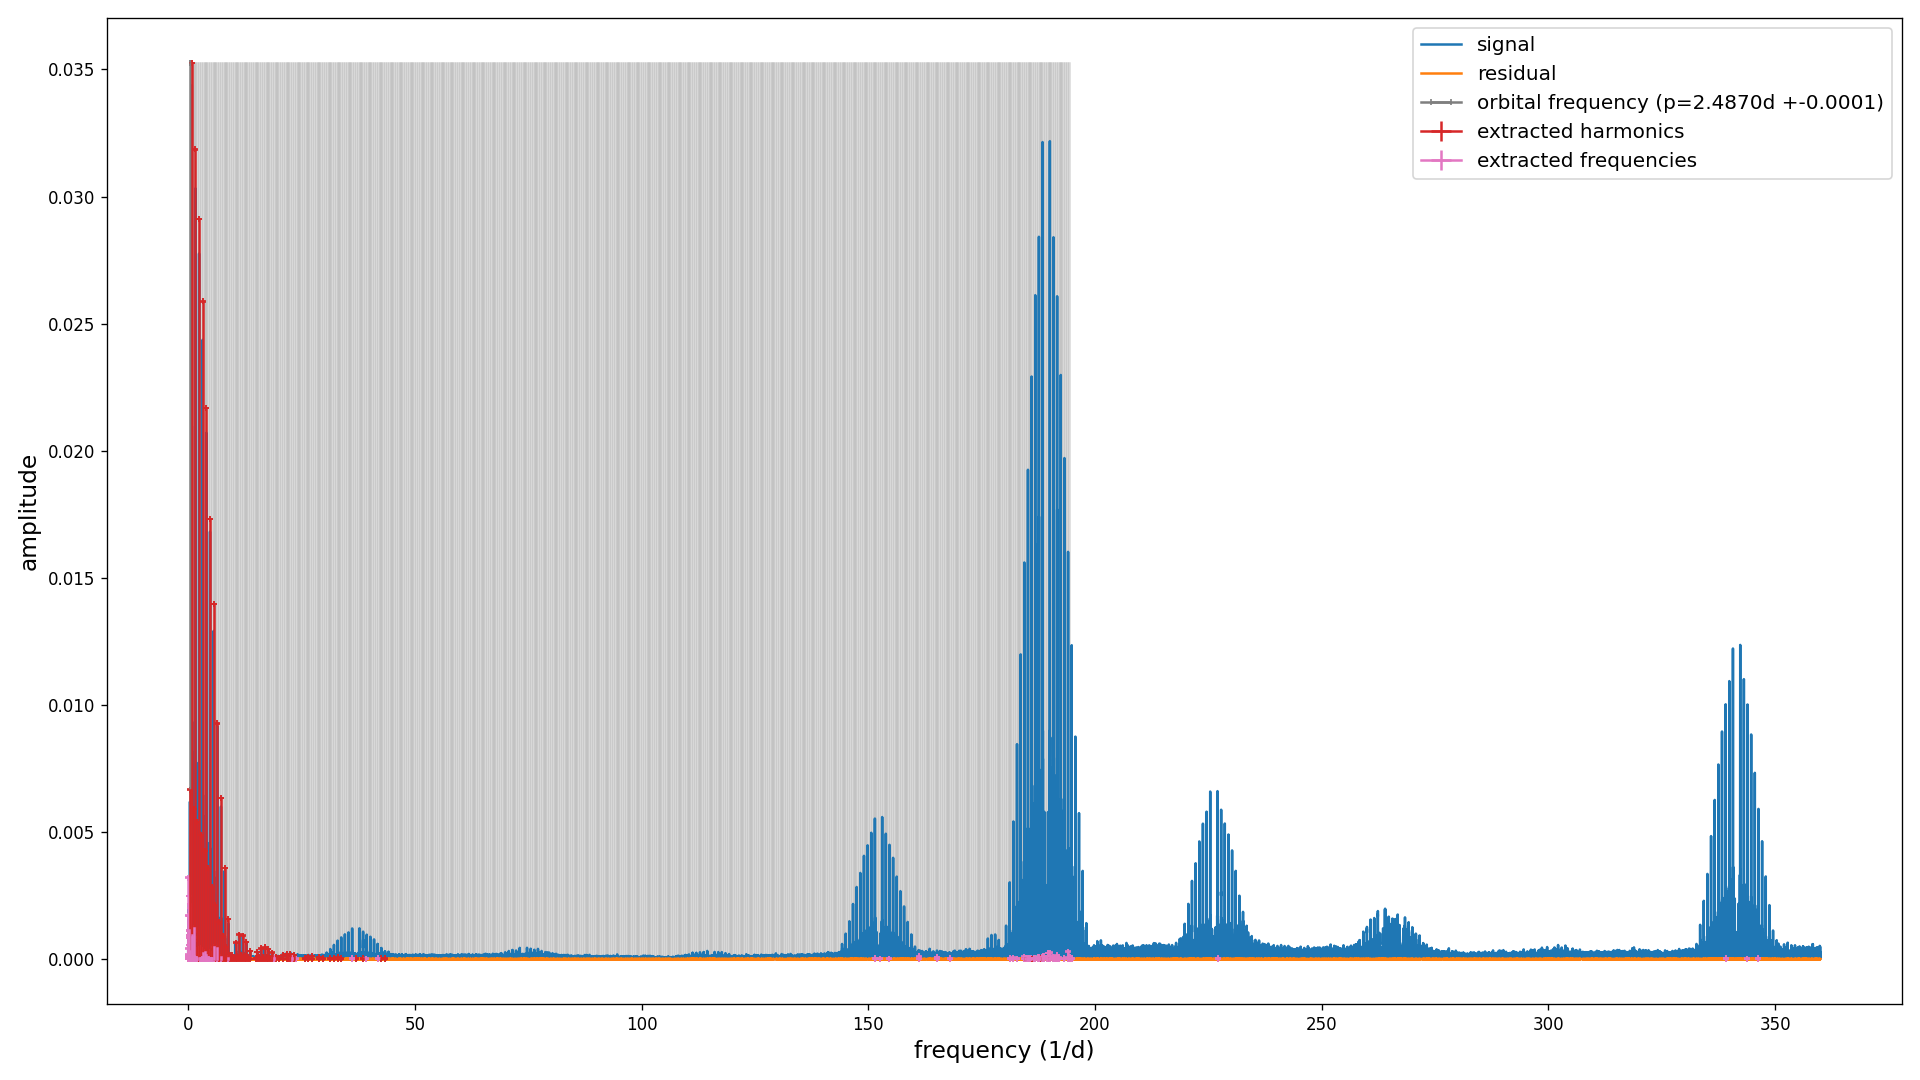 signal
residual
orbital frequency (p=2.4870d +-0.0001)
extracted harmonics
extracted frequencies
0.035
0.030
0.025
0.020
0.015
0.010
0.005
0.000
amplitude
0 50 100 150 200 250 300 350
frequency (1/d)